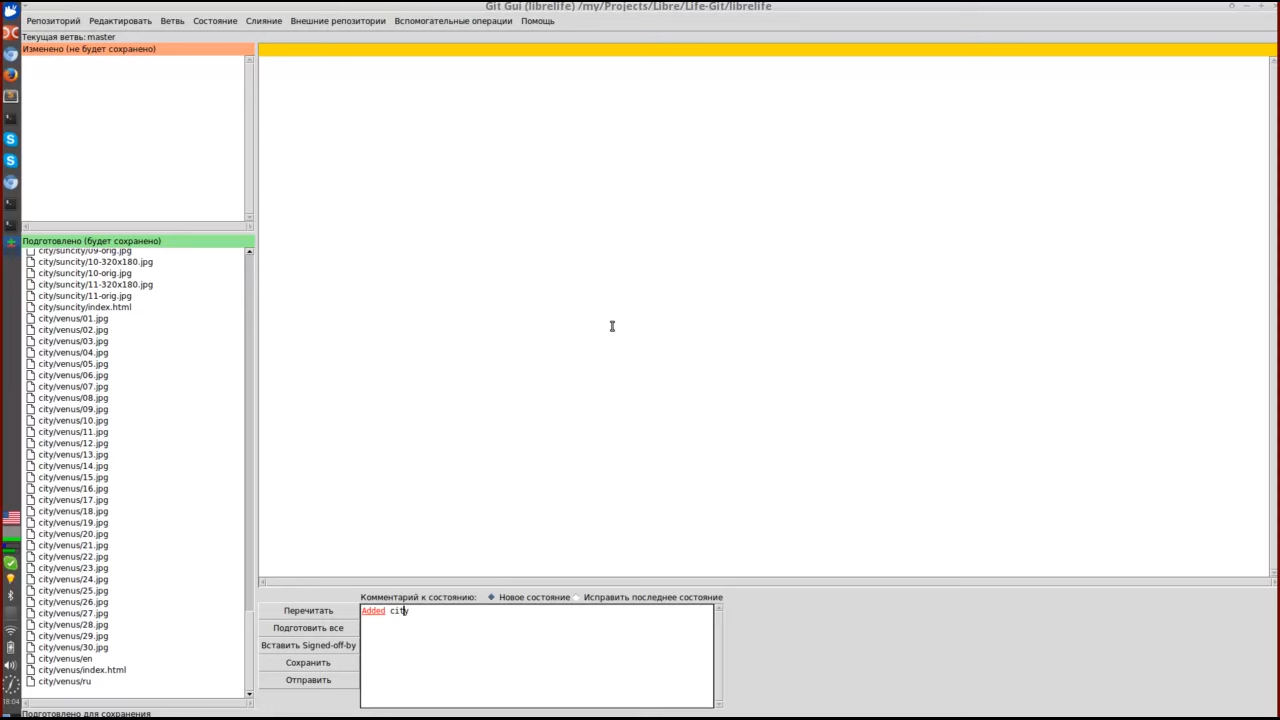 Git Gui (librelife) /my/Projects/Libre/Life-Git/librelife
Репозиторий Редактировать Ветвь Состояние Слияние Внешние репозитории Вспомогательные операции Помощь
Текущая ветвь: master
Изменено (не будет сохранено)
Подготовлено (будет сохранено)
city/suncity/09-orig.jpg
city/suncity/10-320x180.jpg
city/suncity/10-orig.jpg
city/suncity/11-320x180.jpg
city/suncity/11-orig.jpg
city/suncity/index.html
city/venus/01.jpg
city/venus/02.jpg
city/venus/03.jpg
city/venus/04.jpg
city/venus/05.jpg
city/venus/06.jpg
city/venus/07.jpg
city/venus/08.jpg
city/venus/09.jpg
city/venus/10.jpg
city/venus/11.jpg
city/venus/12.jpg
city/venus/13.jpg
city/venus/14.jpg
city/venus/15.jpg
city/venus/16.jpg
city/venus/17.jpg
city/venus/18.jpg
city/venus/19.jpg
city/venus/20.jpg
city/venus/21.jpg
city/venus/22.jpg
city/venus/23.jpg
city/venus/24.jpg
city/venus/25.jpg
city/venus/26.jpg
city/venus/27.jpg
city/venus/28.jpg
city/venus/29.jpg
city/venus/30.jpg
city/venus/en
city/venus/index.html
city/venus/ru
Комментарий к состоянию: Новое состояние Исправить последнее состояние
Перечитать
Подготовить все
Вставить Signed-off-by
Сохранить
Отправить
Added city
18:04
Подготовлено для сохранения